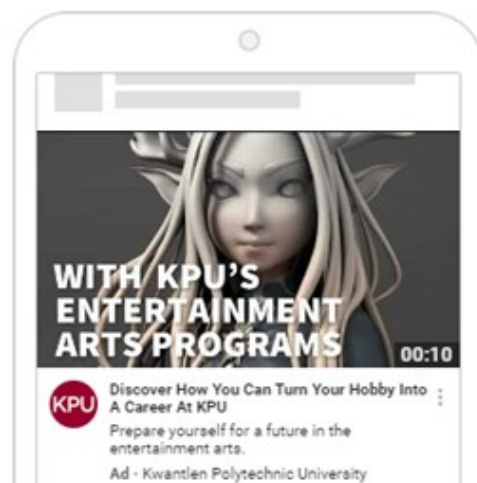 WITH KPU'S
ENTERTAINMENT
ARTS PROGRAMS
00:10
KPU
Discover How You Can Turn Your Hobby Into
A Career At KPU
Prepare yourself for a future in the
entertainment arts.
Ad · Kwantlen Polytechnic University